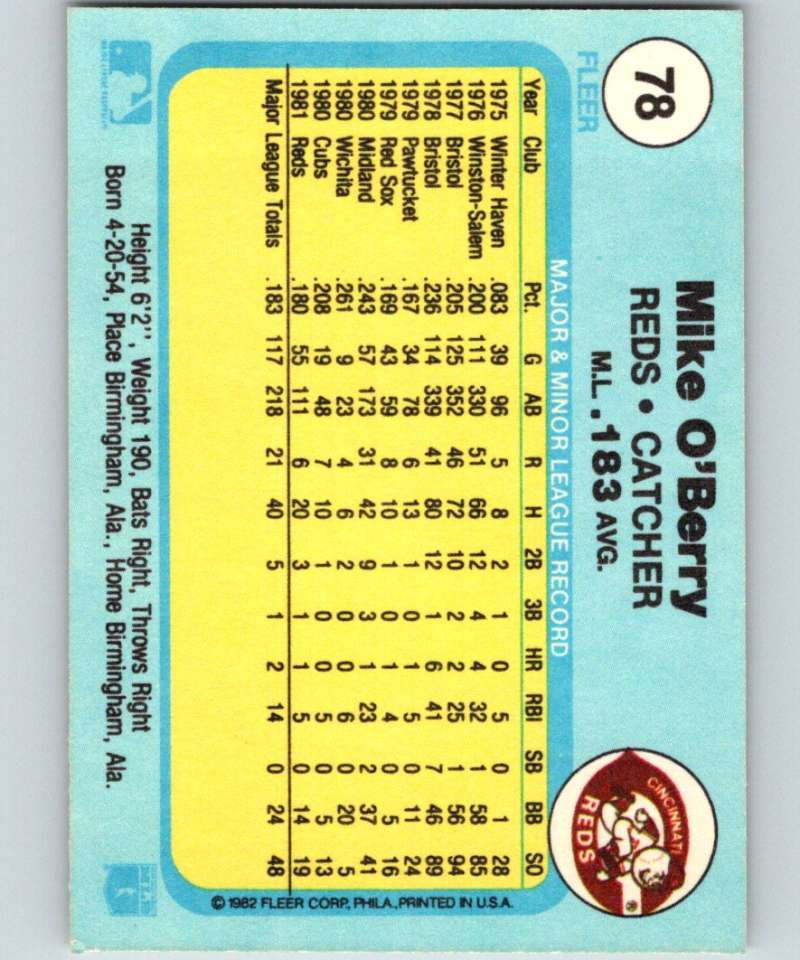 78
FLEER
Mike O'Berry
REDS • CATCHER
M.L. .183 AVG.
CINCINNATI
REDS
®
MAJOR & MINOR LEAGUE RECORD
Year Club Pct. G AB R H 2B 3B HR RBI SB BB SO
1975 Winter Haven .083 39 96 5 8 2 1 0 5 0 1 28
1976 Winston-Salem .200 111 330 51 66 12 4 4 32 1 58 85
1977 Bristol .205 125 352 46 72 10 2 2 25 1 56 94
1978 Bristol .236 114 339 41 80 12 1 6 41 7 46 89
1979 Pawtucket .167 34 78 6 13 1 0 1 5 0 11 24
1979 Red Sox .169 43 59 8 10 1 0 1 4 0 5 16
1980 Midland .243 57 173 31 42 9 3 1 23 2 37 41
1980 Wichita .261 9 23 4 6 2 0 0 6 0 20 5
1980 Cubs .208 19 48 7 10 1 0 0 5 0 5 13
1981 Reds .180 55 111 6 20 3 1 1 5 0 14 19
Major League Totals .183 117 218 21 40 5 1 2 14 0 24 48
©1982 FLEER CORP., PHILA., PRINTED IN U.S.A.
Height 6'2", Weight 190, Bats Right, Throws Right
Born 4-20-54, Place Birmingham, Ala., Home Birmingham, Ala.